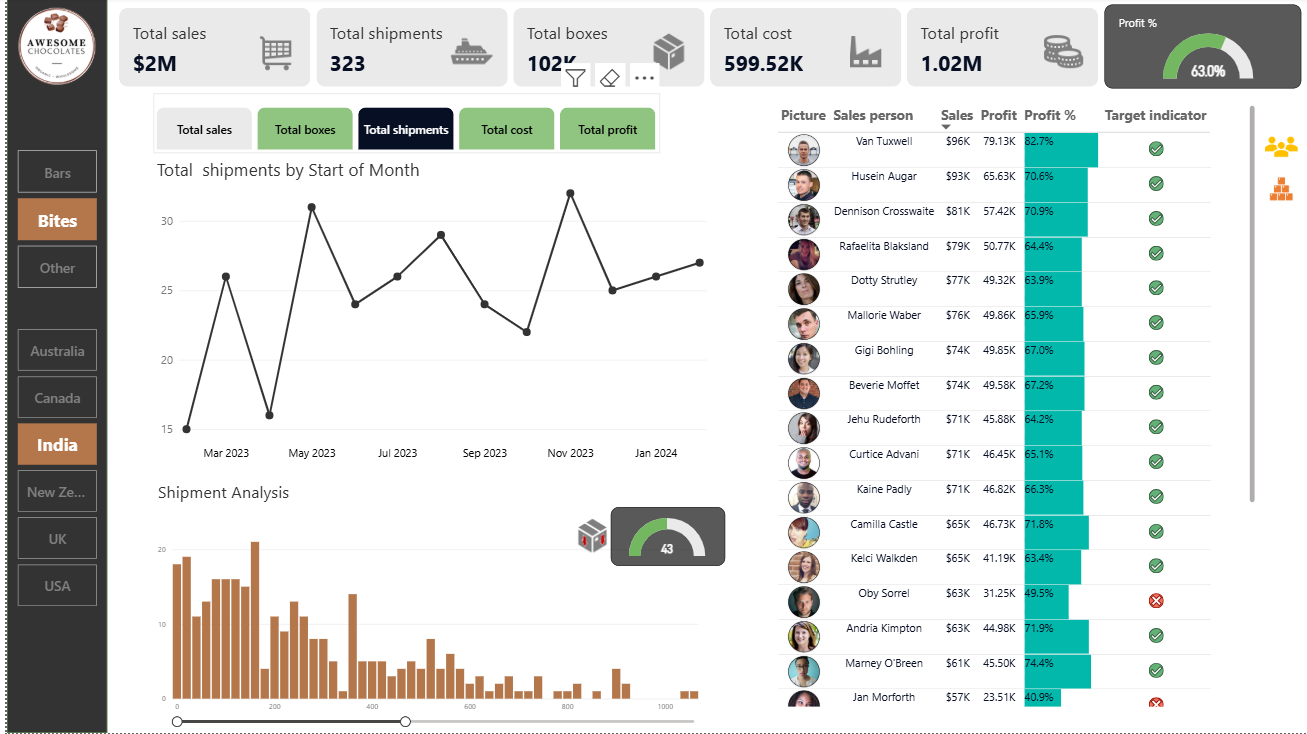 AWESOME
CHOCOLATES
Total sales
$2M
Total shipments
323
Total boxes
102K
Total cost
599.52K
Total profit
1.02M
Profit %
63.0%
Bars
Bites
Other
Australia
Canada
India
New Ze...
UK
USA
Total sales Total boxes Total shipments Total cost Total profit
Total shipments by Start of Month
30
25
20
15
Mar 2023 May 2023 Jul 2023 Sep 2023 Nov 2023 Jan 2024
Shipment Analysis
43
20
10
0
0 200 400 600 800 1000
Picture Sales person Sales Profit Profit % Target indicator
Van Tuxwell $96K 79.13K 82.7%
Husein Augar $93K 65.63K 70.6%
Dennison Crosswaite $81K 57.42K 70.9%
Rafaelita Blaksland $79K 50.77K 64.4%
Dotty Strutley $77K 49.32K 63.9%
Mallorie Waber $76K 49.86K 65.9%
Gigi Bohling $74K 49.85K 67.0%
Beverie Moffet $74K 49.58K 67.2%
Jehu Rudeforth $71K 45.88K 64.2%
Curtice Advani $71K 46.45K 65.1%
Kaine Padly $71K 46.82K 66.3%
Camilla Castle $65K 46.73K 71.8%
Kelci Walkden $65K 41.19K 63.4%
Oby Sorrel $63K 31.25K 49.5%
Andria Kimpton $63K 44.98K 71.9%
Marney O'Breen $61K 45.50K 74.4%
Jan Morforth $57K 23.51K 40.9%